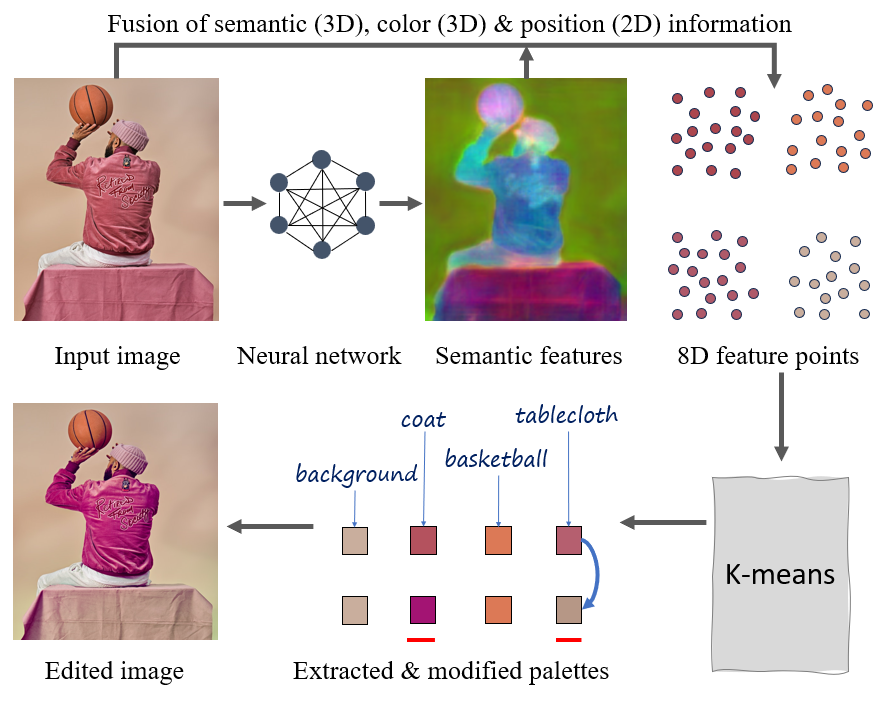 Fusion of semantic (3D), color (3D) & position (2D) information
Input image
Neural network
Semantic features
8D feature points
coat
tablecloth
background
basketball
K-means
Edited image
Extracted & modified palettes